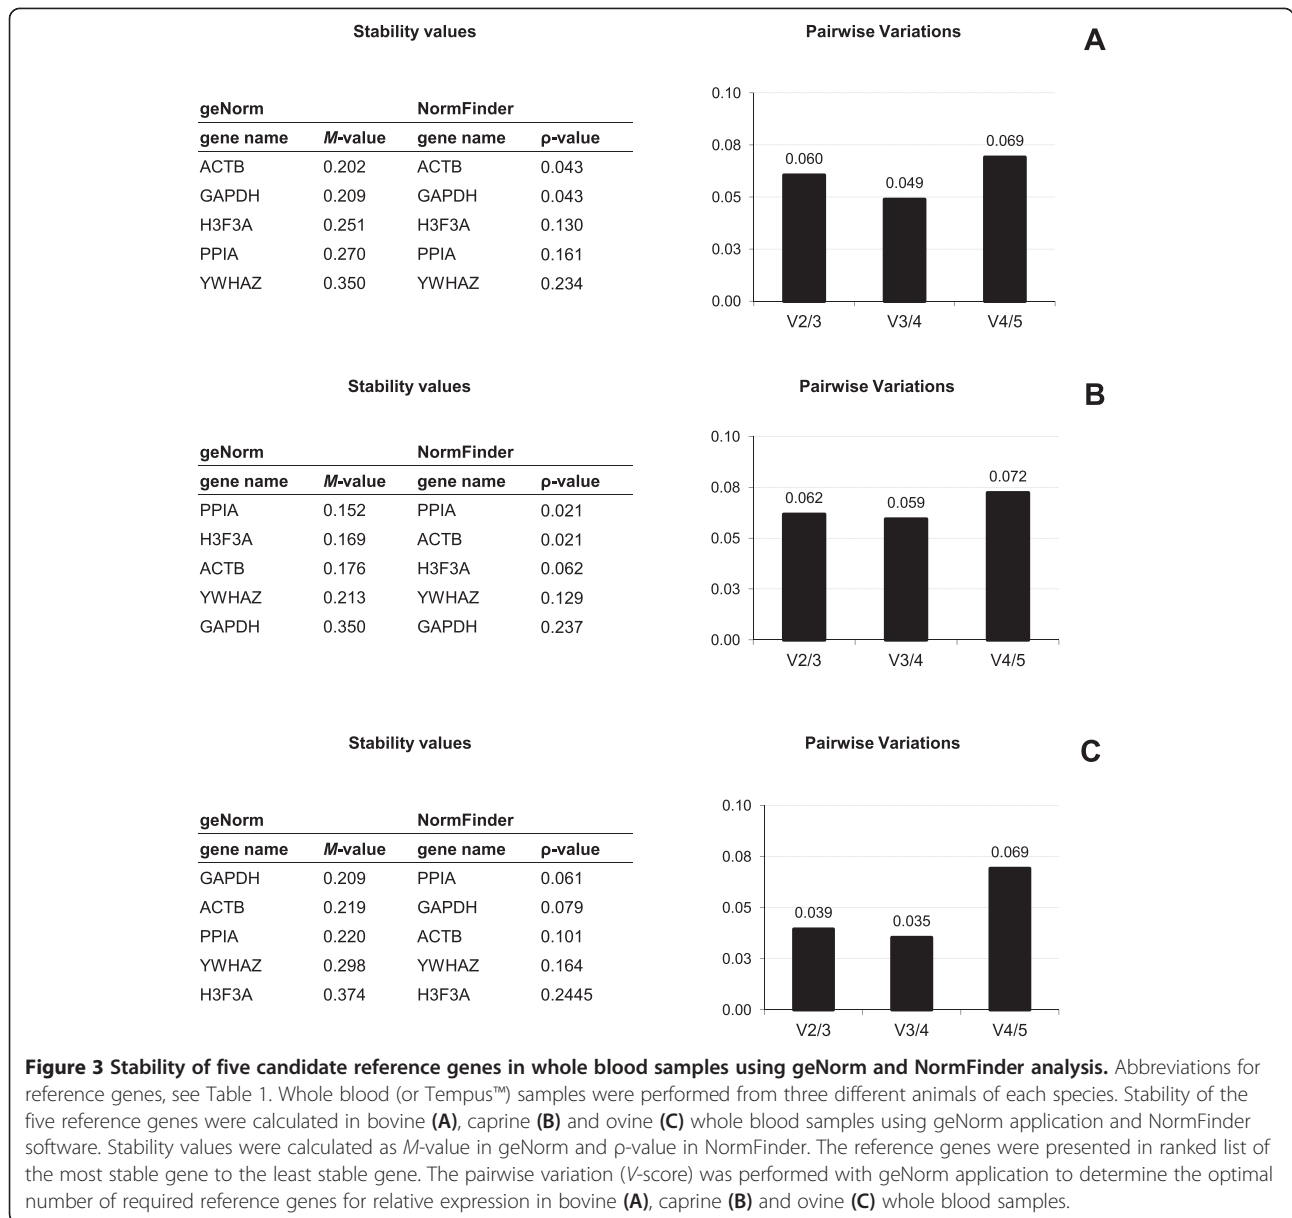 Stability values
Pairwise Variations
A
geNorm NormFinder
gene name M-value gene name ρ-value
ACTB 0.202 ACTB 0.043
GAPDH 0.209 GAPDH 0.043
H3F3A 0.251 H3F3A 0.130
PPIA 0.270 PPIA 0.161
YWHAZ 0.350 YWHAZ 0.234
0.10
0.08
0.05
0.03
0.00
0.060
0.049
0.069
V2/3 V3/4 V4/5
Stability values
Pairwise Variations
B
geNorm NormFinder
gene name M-value gene name ρ-value
PPIA 0.152 PPIA 0.021
H3F3A 0.169 ACTB 0.021
ACTB 0.176 H3F3A 0.062
YWHAZ 0.213 YWHAZ 0.129
GAPDH 0.350 GAPDH 0.237
0.10
0.08
0.05
0.03
0.00
0.062
0.059
0.072
V2/3 V3/4 V4/5
Stability values
Pairwise Variations
C
geNorm NormFinder
gene name M-value gene name ρ-value
GAPDH 0.209 PPIA 0.061
ACTB 0.219 GAPDH 0.079
PPIA 0.220 ACTB 0.101
YWHAZ 0.298 YWHAZ 0.164
H3F3A 0.374 H3F3A 0.2445
0.10
0.08
0.05
0.03
0.00
0.039
0.035
0.069
V2/3 V3/4 V4/5
Figure 3 Stability of five candidate reference genes in whole blood samples using geNorm and NormFinder analysis. Abbreviations for
reference genes, see Table 1. Whole blood (or Tempus™) samples were performed from three different animals of each species. Stability of the
five reference genes were calculated in bovine (A), caprine (B) and ovine (C) whole blood samples using geNorm application and NormFinder
software. Stability values were calculated as M-value in geNorm and ρ-value in NormFinder. The reference genes were presented in ranked list of
the most stable gene to the least stable gene. The pairwise variation (V-score) was performed with geNorm application to determine the optimal
number of required reference genes for relative expression in bovine (A), caprine (B) and ovine (C) whole blood samples.